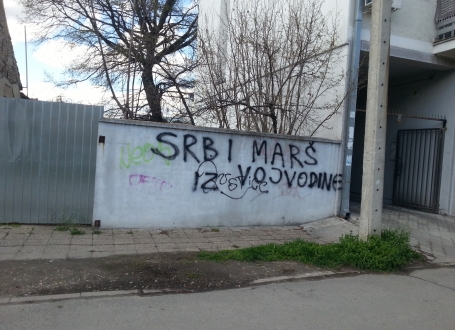 SRBI MARŠ
IZ VOJVODINE